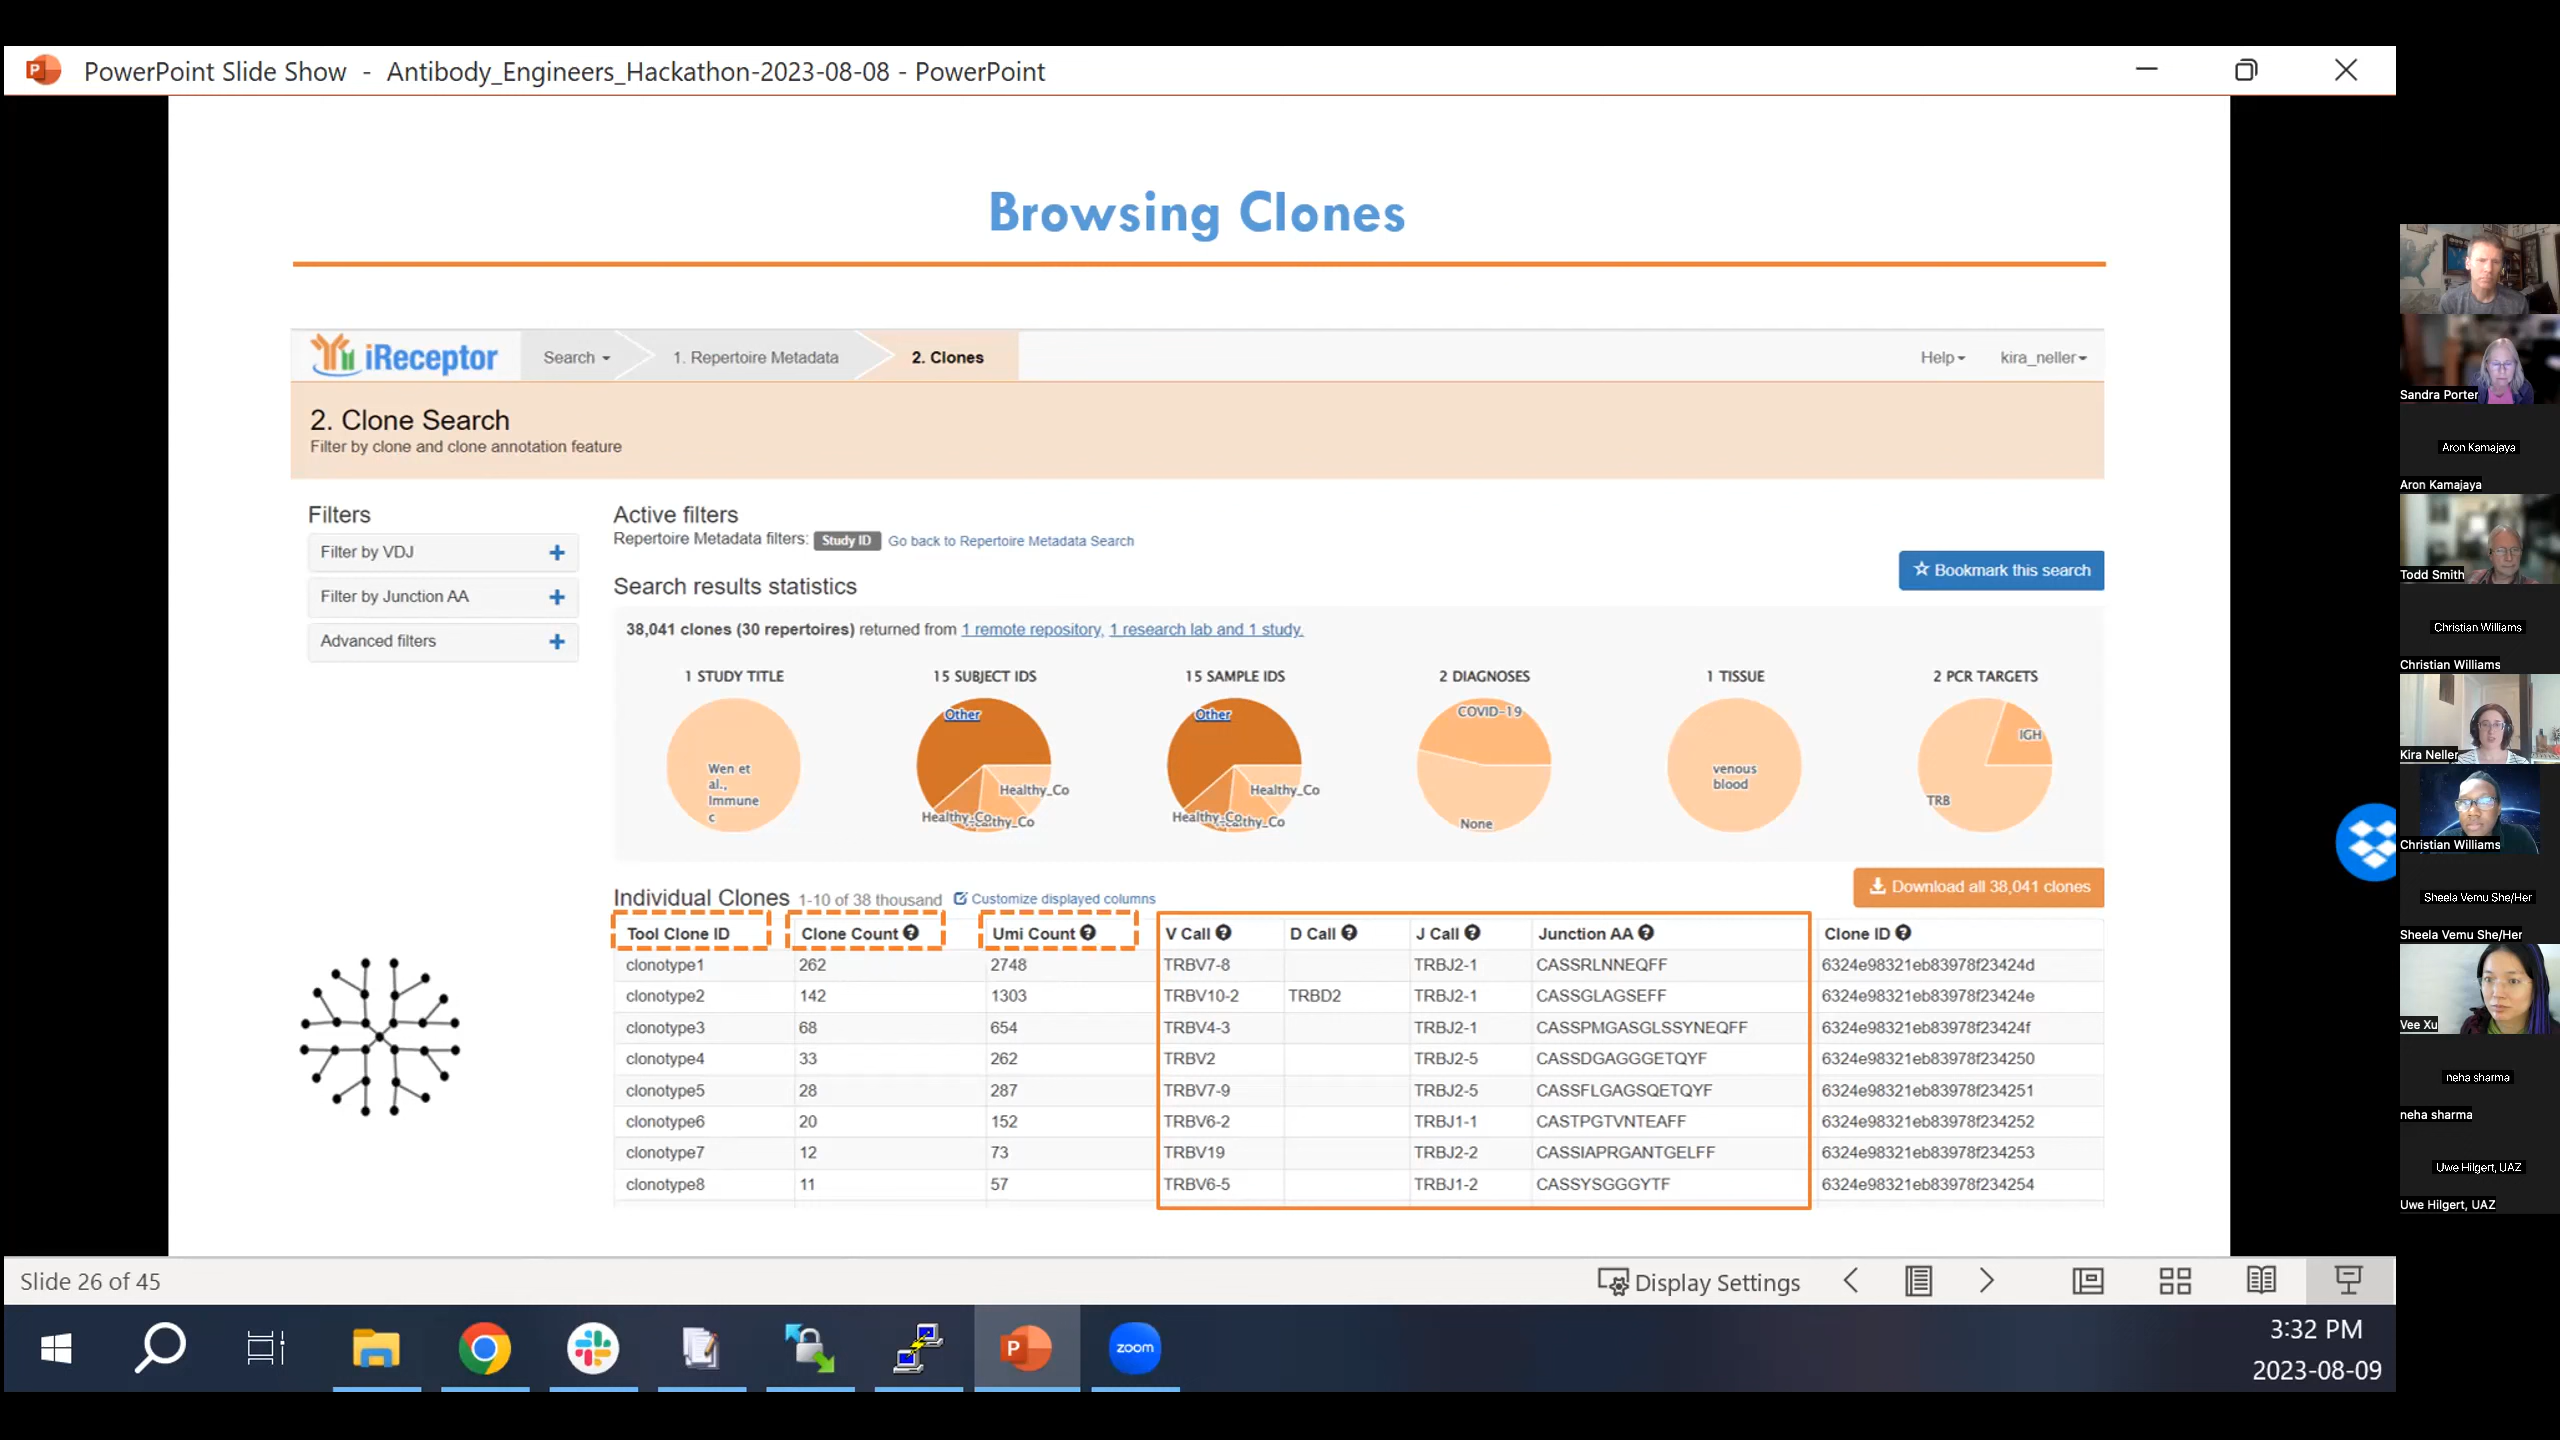 PowerPoint Slide Show - Antibody_Engineers_Hackathon-2023-08-08 - PowerPoint
Browsing Clones
iReceptor
Search
1. Repertoire Metadata
2. Clones
Help
kira_neller
2. Clone Search
Filter by clone and clone annotation feature
Filters
Filter by VDJ
Filter by Junction AA
Advanced filters
Active filters
Repertoire Metadata filters: Study ID Go back to Repertoire Metadata Search
Bookmark this search
Search results statistics
38,041 clones (30 repertoires) returned from 1 remote repository, 1 research lab and 1 study.
1 STUDY TITLE
Wen et
al.,
Immune
c
15 SUBJECT IDS
Other
Healthy_Co
Healthy_Co
Healthy_Co
15 SAMPLE IDS
Other
Healthy_Co
Healthy_Co
Healthy_Co
2 DIAGNOSES
COVID-19
None
1 TISSUE
venous
blood
2 PCR TARGETS
IGH
TRB
Individual Clones 1-10 of 38 thousand Customize displayed columns
Download all 38,041 clones
Tool Clone ID Clone Count Umi Count V Call D Call J Call Junction AA Clone ID
clonotype1 262 2748 TRBV7-8 TRBJ2-1 CASSRLNNEQFF 6324e98321eb83978f23424d
clonotype2 142 1303 TRBV10-2 TRBD2 TRBJ2-1 CASSGLAGSEFF 6324e98321eb83978f23424e
clonotype3 68 654 TRBV4-3 TRBJ2-1 CASSPMGASGLSSYNEQFF 6324e98321eb83978f23424f
clonotype4 33 262 TRBV2 TRBJ2-5 CASSDGAGGGETQYF 6324e98321eb83978f234250
clonotype5 28 287 TRBV7-9 TRBJ2-5 CASSFLGAGSQETQYF 6324e98321eb83978f234251
clonotype6 20 152 TRBV6-2 TRBJ1-1 CASTPGTVNTEAFF 6324e98321eb83978f234252
clonotype7 12 73 TRBV19 TRBJ2-2 CASSIAPRGANTGELFF 6324e98321eb83978f234253
clonotype8 11 57 TRBV6-5 TRBJ1-2 CASSYSGGGYTF 6324e98321eb83978f234254
Slide 26 of 45
Display Settings
zoom
3:32 PM
2023-08-09
Sandra Porter
Aron Kamajaya
Aron Kamajaya
Todd Smith
Christian Williams
Christian Williams
Kira Neller
Christian Williams
Sheela Vemu She/Her
Sheela Vemu She/Her
Vee Xu
neha sharma
neha sharma
Uwe Hilgert, UAZ
Uwe Hilgert, UAZ